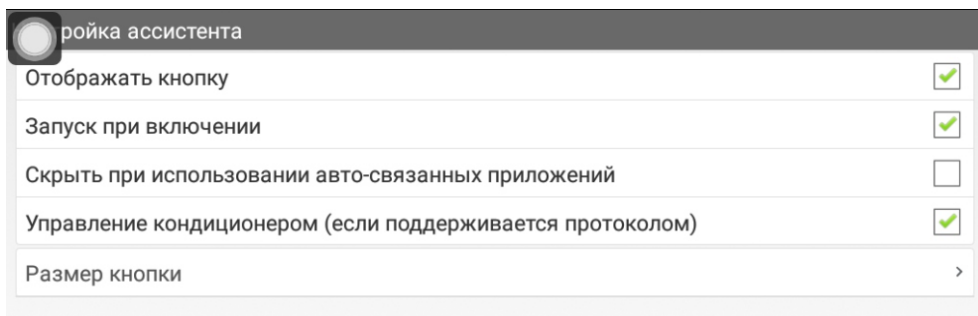 ройка ассистента
Отображать кнопку
Запуск при включении
Скрыть при использовании авто-связанных приложений
Управление кондиционером (если поддерживается протоколом)
Размер кнопки